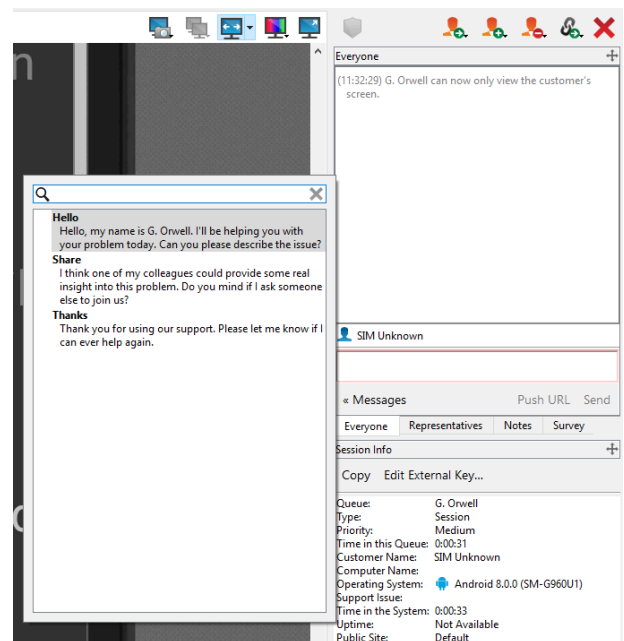 Everyone
(11:32:29) G. Orwell can now only view the customer's
screen.
Hello
Hello, my name is G. Orwell. I'll be helping you with
your problem today. Can you please describe the issue?
Share
I think one of my colleagues could provide some real
insight into this problem. Do you mind if I ask someone
else to join us?
Thanks
Thank you for using our support. Please let me know if I
can ever help again.
SIM Unknown
« Messages
Push URL Send
Everyone Representatives Notes Survey
Session Info
Copy Edit External Key...
Queue: G. Orwell
Type: Session
Priority: Medium
Time in this Queue: 0:00:31
Customer Name: SIM Unknown
Computer Name:
Operating System: Android 8.0.0 (SM-G960U1)
Support Issue:
Time in the System: 0:00:33
Uptime: Not Available
Public Site: Default